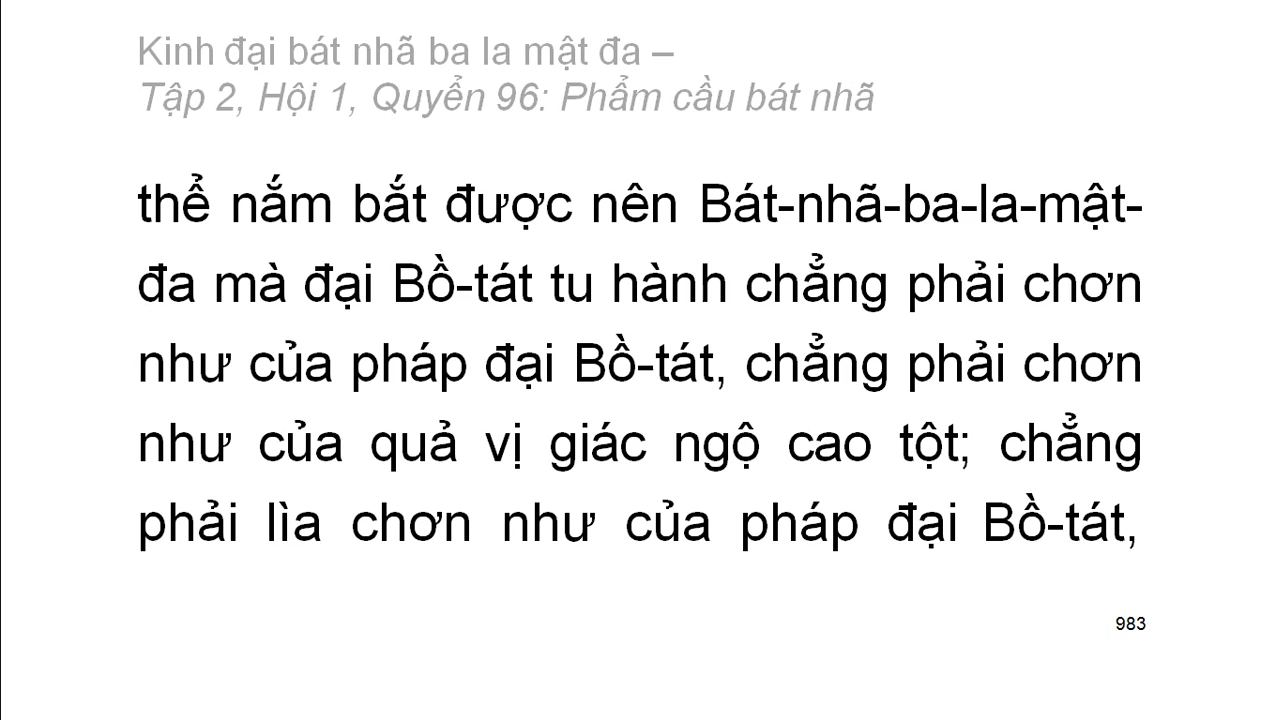 Kinh đại bát nhã ba la mật đa –
Tập 2, Hội 1, Quyển 96: Phẩm cầu bát nhã
thể nắm bắt được nên Bát-nhã-ba-la-mật-
đa mà đại Bồ-tát tu hành chẳng phải chơn
như của pháp đại Bồ-tát, chẳng phải chơn
như của quả vị giác ngộ cao tột; chẳng
phải lìa chơn như của pháp đại Bồ-tát,
983